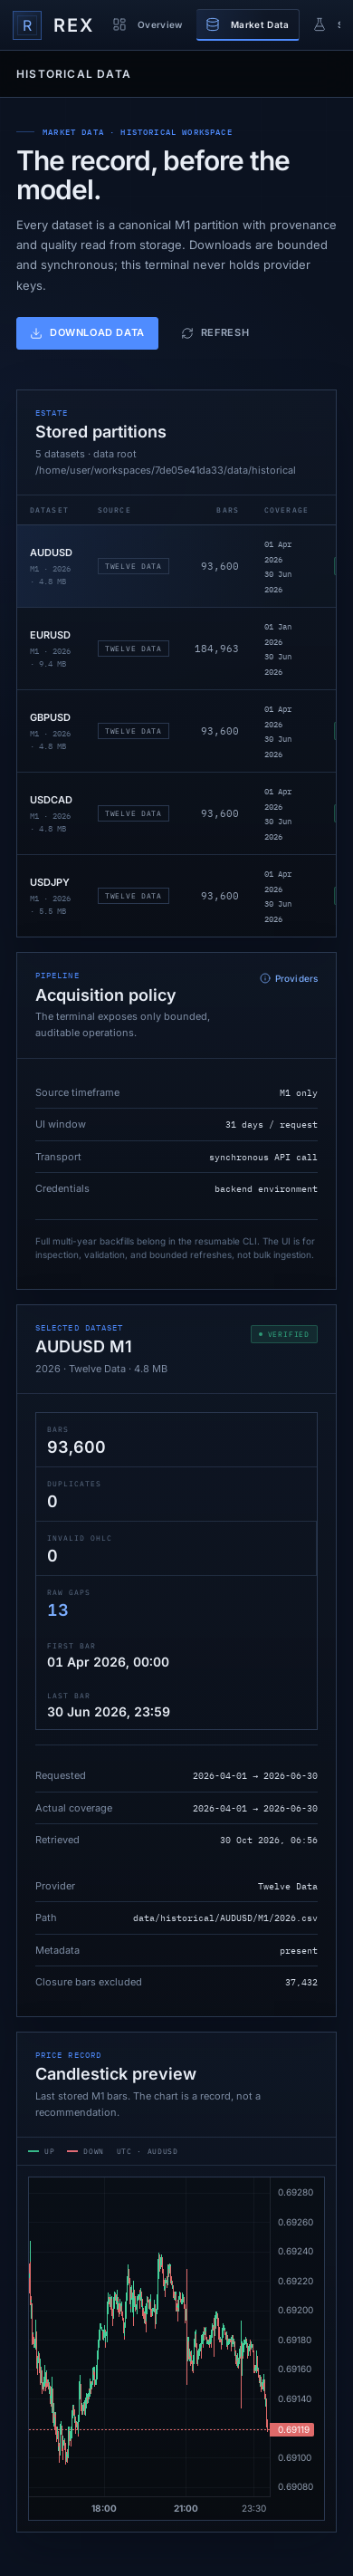 R REX Overview Market Data
HISTORICAL DATA
MARKET DATA · HISTORICAL WORKSPACE
The record, before the
model.
Every dataset is a canonical M1 partition with provenance
and quality read from storage. Downloads are bounded
and synchronous; this terminal never holds provider
keys.
DOWNLOAD DATA REFRESH
ESTATE
Stored partitions
5 datasets · data root
/home/user/workspaces/7de05e41da33/data/historical
DATASET SOURCE BARS COVERAGE
AUDUSD
M1 · 2026
· 4.8 MB
TWELVE DATA
93,600
01 Apr
2026
30 Jun
2026
EURUSD
M1 · 2026
· 9.4 MB
TWELVE DATA
184,963
01 Jan
2026
30 Jun
2026
GBPUSD
M1 · 2026
· 4.8 MB
TWELVE DATA
93,600
01 Apr
2026
30 Jun
2026
USDCAD
M1 · 2026
· 4.8 MB
TWELVE DATA
93,600
01 Apr
2026
30 Jun
2026
USDJPY
M1 · 2026
· 5.5 MB
TWELVE DATA
93,600
01 Apr
2026
30 Jun
2026
PIPELINE
Acquisition policy
Providers
The terminal exposes only bounded,
auditable operations.
Source timeframe M1 only
UI window 31 days / request
Transport synchronous API call
Credentials backend environment
Full multi-year backfills belong in the resumable CLI. The UI is for
inspection, validation, and bounded refreshes, not bulk ingestion.
SELECTED DATASET
AUDUSD M1
VERIFIED
2026 · Twelve Data · 4.8 MB
BARS
93,600
DUPLICATES
0
INVALID OHLC
0
RAW GAPS
13
FIRST BAR
01 Apr 2026, 00:00
LAST BAR
30 Jun 2026, 23:59
Requested 2026-04-01 → 2026-06-30
Actual coverage 2026-04-01 → 2026-06-30
Retrieved 30 Oct 2026, 06:56
Provider Twelve Data
Path data/historical/AUDUSD/M1/2026.csv
Metadata present
Closure bars excluded 37,432
PRICE RECORD
Candlestick preview
Last stored M1 bars. The chart is a record, not a
recommendation.
UP DOWN UTC · AUDUSD
0.69280
0.69260
0.69240
0.69220
0.69200
0.69180
0.69160
0.69140
0.69119
0.69100
0.69080
18:00 21:00 23:30